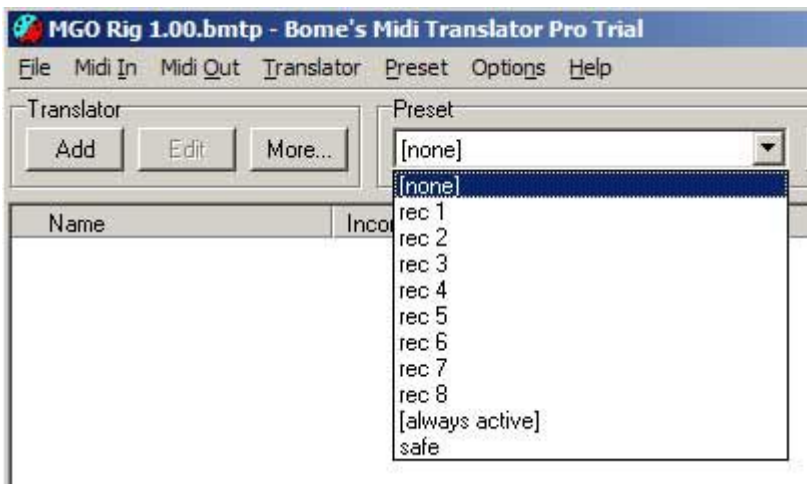 MGO Rig 1.00.bmtp - Bome's Midi Translator Pro Trial
File Midi In Midi Out Translator Preset Options Help
Translator Preset
Add Edit More... [none]
[none]
Name
rec 1
rec 2
rec 3
rec 4
rec 5
rec 6
rec 7
rec 8
[always active]
safe